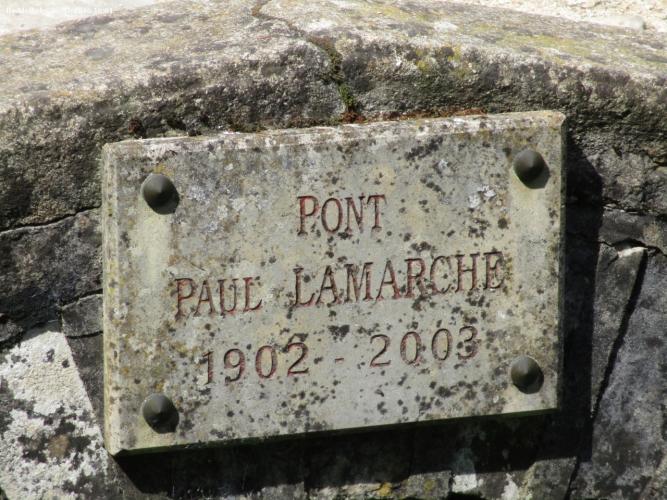 PONT
PAUL LAMARCHE
1902 - 2003